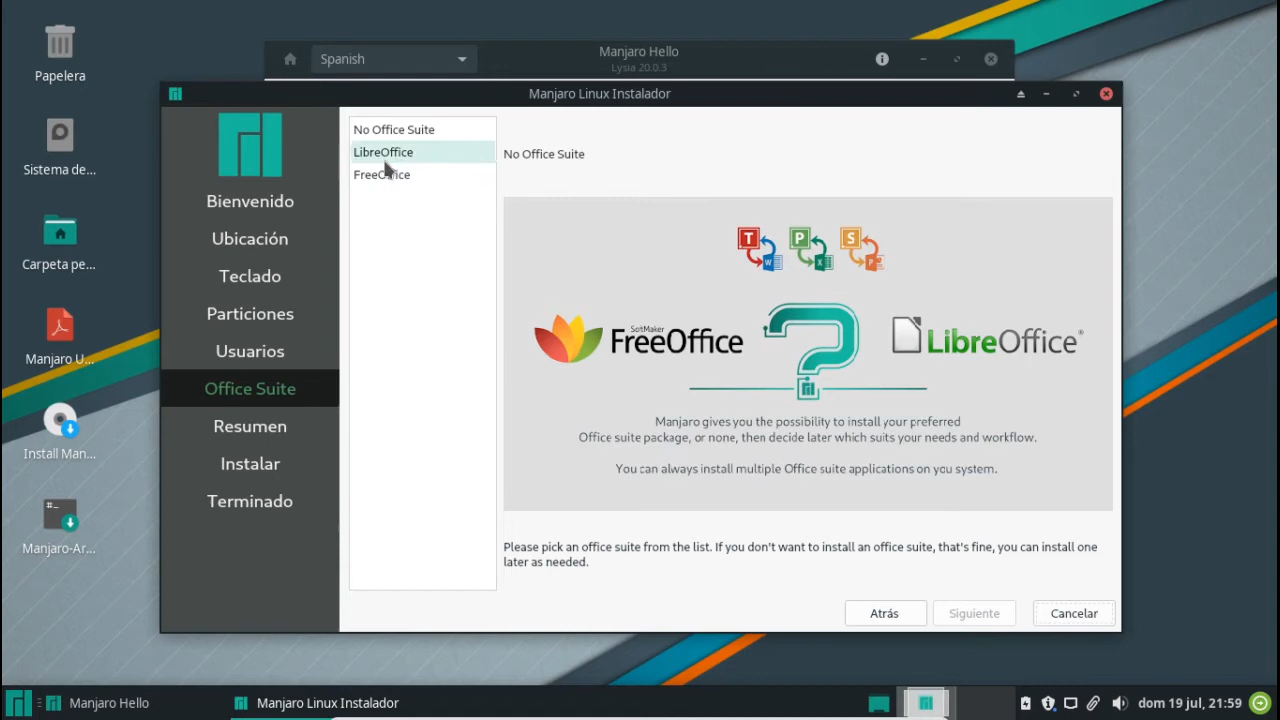 Papelera
Sistema de...
Carpeta pe...
Manjaro U...
Install Man...
#-_
Manjaro-Ar...
Spanish
Manjaro Hello
Lysia 20.0.3
Manjaro Linux Instalador
Bienvenido
Ubicación
Teclado
Particiones
Usuarios
Office Suite
Resumen
Instalar
Terminado
No Office Suite
LibreOffice
FreeOffice
No Office Suite
T P S
W X P
SoftMaker
FreeOffice
?
LibreOffice®
Manjaro gives you the possibility to install your preferred
Office suite package, or none, then decide later which suits your needs and workflow.
You can always install multiple Office suite applications on you system.
Please pick an office suite from the list. If you don't want to install an office suite, that's fine, you can install one
later as needed.
Atrás
Siguiente
Cancelar
Manjaro Hello
Manjaro Linux Instalador
dom 19 jul, 21:59